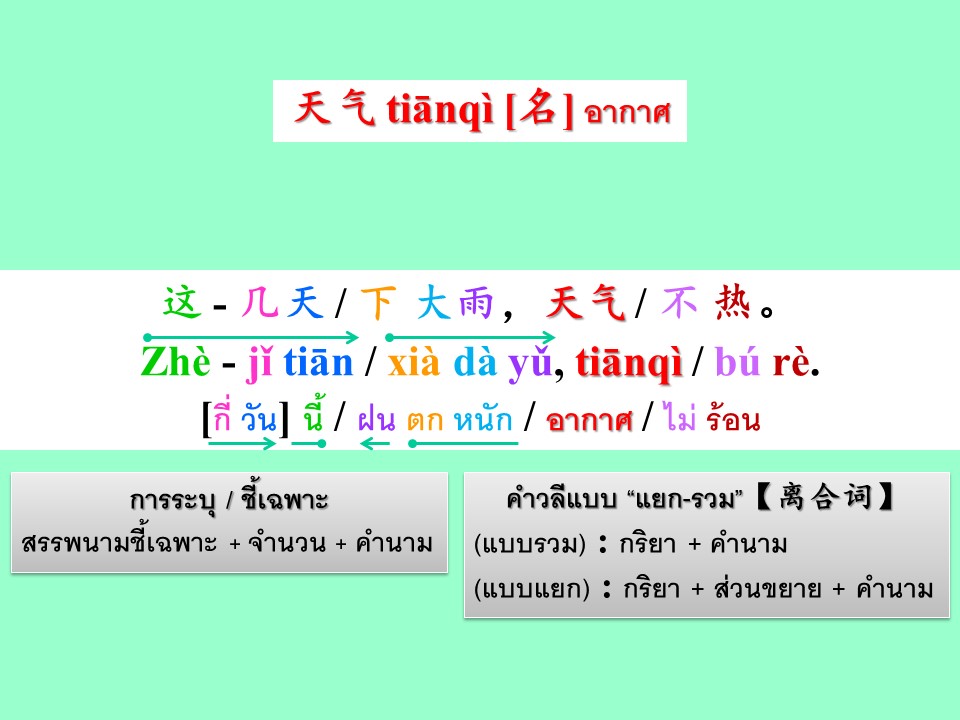 天气 tiānqì [名] อากาศ
这 - 几天 / 下 大雨，天气 / 不 热。
Zhè - jǐ tiān / xià dà yǔ, tiānqì / bú rè.
[กี่ วัน] นี้ / ฝน ตก หนัก / อากาศ / ไม่ ร้อน
การระบุ / ชี้เฉพาะ
สรรพนามชี้เฉพาะ + จำนวน + คำนาม
คำวลีแบบ “แยก-รวม”【离合词】
(แบบรวม) : กริยา + คำนาม
(แบบแยก) : กริยา + ส่วนขยาย + คำนาม